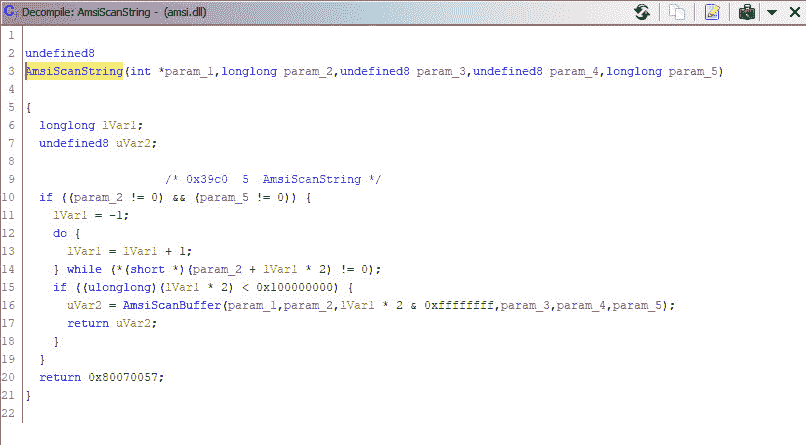 Decompile: AmsiScanString - (amsi.dll)
1
2 undefined8
3 AmsiScanString(int *param_1,longlong param_2,undefined8 param_3,undefined8 param_4,longlong param_5)
4
5 {
6 longlong lVar1;
7 undefined8 uVar2;
8
9 /* 0x39c0 5 AmsiScanString */
10 if ((param_2 != 0) && (param_5 != 0)) {
11 lVar1 = -1;
12 do {
13 lVar1 = lVar1 + 1;
14 } while (*(short *)(param_2 + lVar1 * 2) != 0);
15 if ((ulonglong)(lVar1 * 2) < 0x100000000) {
16 uVar2 = AmsiScanBuffer(param_1,param_2,lVar1 * 2 & 0xffffffff,param_3,param_4,param_5);
17 return uVar2;
18 }
19 }
20 return 0x80070057;
21 }
22